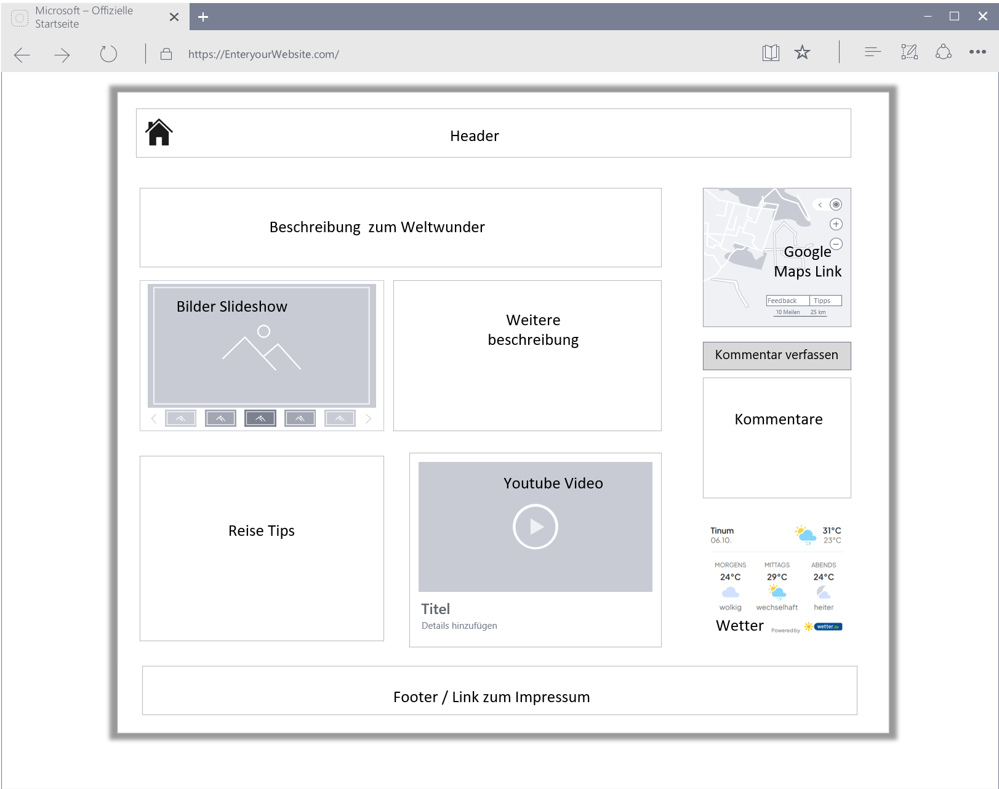 Microsoft – Offizielle
Startseite
https://EnteryourWebsite.com/
Header
Beschreibung  zum Weltwunder
Google
Maps Link
Feedback
Tipps
10 Meilen
25 km
Bilder Slideshow
Weitere
beschreibung
Kommentar verfassen
Kommentare
Reise Tips
Youtube Video
Titel
Details hinzufügen
Tinum
31°C
06.10.
23°C
MORGENS
MITTAGS
ABENDS
24°C
29°C
24°C
wolkig
wechselhaft
heiter
Wetter
Powered by
wetter.de
Footer / Link zum Impressum